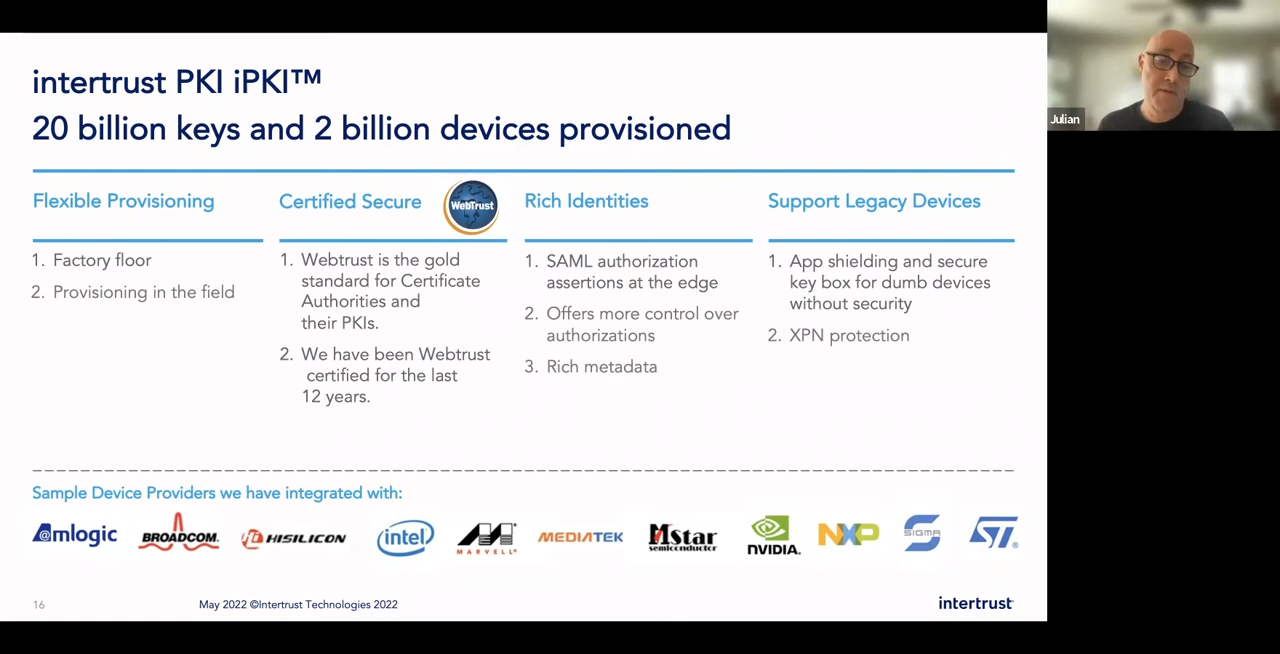 intertrust PKI iPKI™
20 billion keys and 2 billion devices provisioned
Julian
Flexible Provisioning
1. Factory floor
2. Provisioning in the field
Certified Secure
WebTrust
1. Webtrust is the gold
standard for Certificate
Authorities and
their PKIs.
2. We have been Webtrust
certified for the last
12 years.
Rich Identities
1. SAML authorization
assertions at the edge
2. Offers more control over
authorizations
3. Rich metadata
Support Legacy Devices
1. App shielding and secure
key box for dumb devices
without security
2. XPN protection
Sample Device Providers we have integrated with:
@mlogic
BROADCOM.
HISILICON
intel
MARVELL
MEDIATEK
Mstar
semiconductor
NVIDIA.
NXP
SIGMA
ST
16
May 2022 ©Intertrust Technologies 2022
intertrust